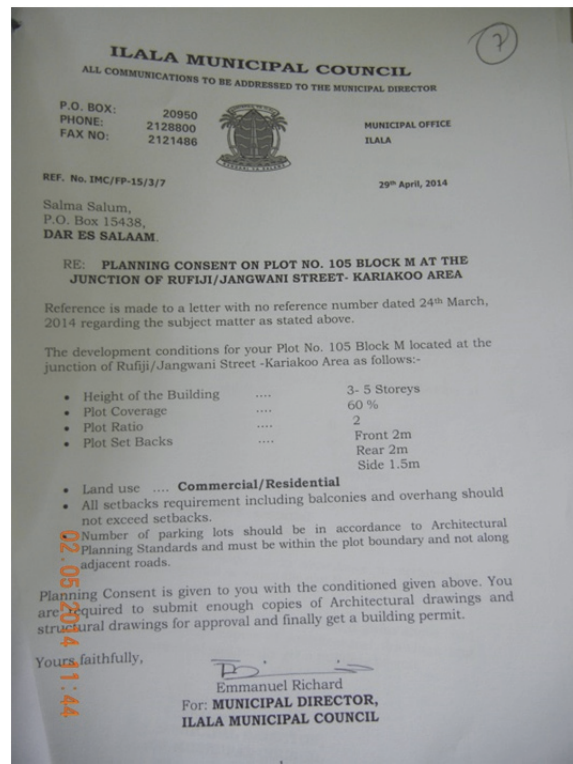 7
ILALA MUNICIPAL COUNCIL
ALL COMMUNICATIONS TO BE ADDRESSED TO THE MUNICIPAL DIRECTOR
P.O. BOX: 20950
PHONE: 2128800
FAX NO: 2121486
MUNICIPAL OFFICE
ILALA
REF. No. IMC/FP-15/3/7
29th April, 2014
Salma Salum,
P.O. Box 15438,
DAR ES SALAAM.
RE: PLANNING CONSENT ON PLOT NO. 105 BLOCK M AT THE
JUNCTION OF RUFIJI/JANGWANI STREET- KARIAKOO AREA
Reference is made to a letter with no reference number dated 24th March,
2014 regarding the subject matter as stated above.
The development conditions for your Plot No. 105 Block M located at the
junction of Rufiji/Jangwani Street -Kariakoo Area as follows:-
• Height of the Building .... 3- 5 Storeys
• Plot Coverage .... 60 %
• Plot Ratio .... 2
• Plot Set Backs .... Front 2m
Rear 2m
Side 1.5m
• Land use .... Commercial/Residential
• All setbacks requirement including balconies and overhang should
not exceed setbacks.
• Number of parking lots should be in accordance to Architectural
Planning Standards and must be within the plot boundary and not along
adjacent roads.
Planning Consent is given to you with the conditioned given above. You
are required to submit enough copies of Architectural drawings and
structural drawings for approval and finally get a building permit.
Yours faithfully,
Emmanuel Richard
For: MUNICIPAL DIRECTOR,
ILALA MUNICIPAL COUNCIL
02.05.2014 11:44